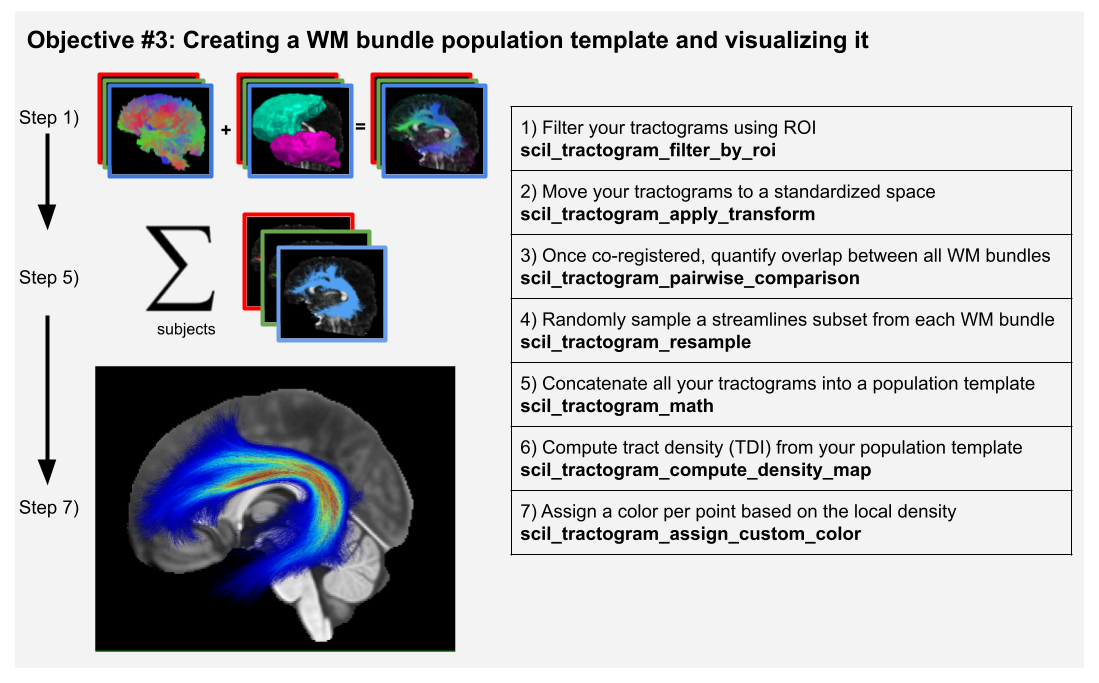 Objective #3: Creating a WM bundle population template and visualizing it
Step 1)
+
=
Step 5)
∑
subjects
Step 7)
1) Filter your tractograms using ROI
scil_tractogram_filter_by_roi
2) Move your tractograms to a standardized space
scil_tractogram_apply_transform
3) Once co-registered, quantify overlap between all WM bundles
scil_tractogram_pairwise_comparison
4) Randomly sample a streamlines subset from each WM bundle
scil_tractogram_resample
5) Concatenate all your tractograms into a population template
scil_tractogram_math
6) Compute tract density (TDI) from your population template
scil_tractogram_compute_density_map
7) Assign a color per point based on the local density
scil_tractogram_assign_custom_color